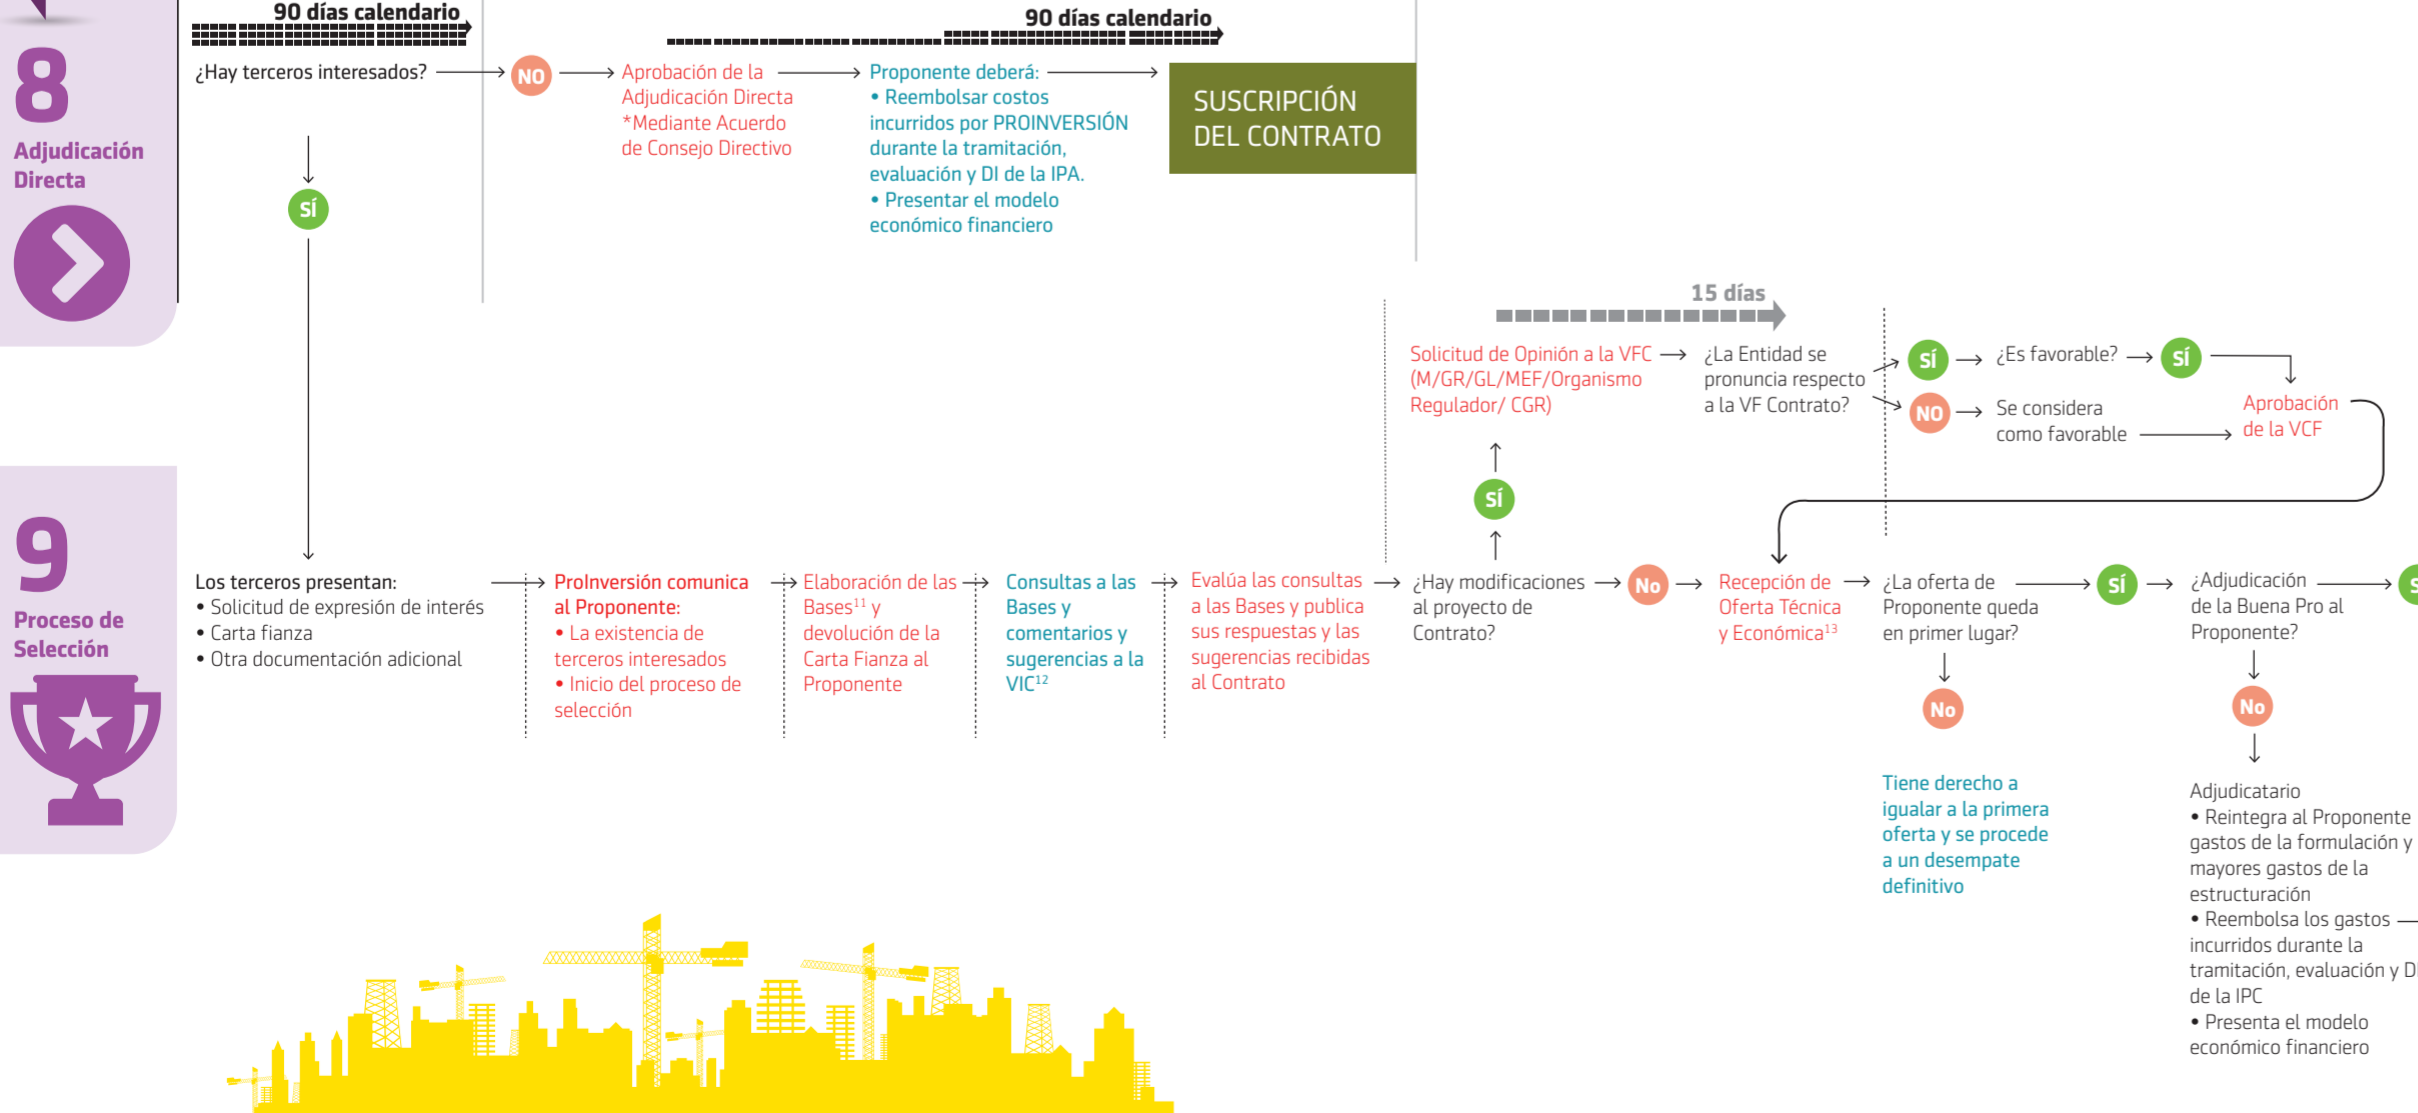 90 días calendario
90 días calendario
8
Adjudicación
Directa
¿Hay terceros interesados?
NO
Aprobación de la
Adjudicación Directa
*Mediante Acuerdo
de Consejo Directivo
Proponente deberá:
• Reembolsar costos
incurridos por PROINVERSIÓN
durante la tramitación,
evaluación y DI de la IPA.
• Presentar el modelo
económico financiero
SUSCRIPCIÓN
DEL CONTRATO
SÍ
15 días
Solicitud de Opinión a la VFC
(M/GR/GL/MEF/Organismo
Regulador/ CGR)
¿La Entidad se
pronuncia respecto
a la VF Contrato?
SÍ
¿Es favorable?
SÍ
NO
Se considera
como favorable
Aprobación
de la VCF
SÍ
9
Proceso de
Selección
Los terceros presentan:
• Solicitud de expresión de interés
• Carta fianza
• Otra documentación adicional
ProInversión comunica
al Proponente:
• La existencia de
terceros interesados
• Inicio del proceso de
selección
Elaboración de las
Bases11 y
devolución de la
Carta Fianza al
Proponente
Consultas a las
Bases y
comentarios y
sugerencias a la
VIC12
Evalúa las consultas
a las Bases y publica
sus respuestas y las
sugerencias recibidas
al Contrato
¿Hay modificaciones
al proyecto de
Contrato?
No
Recepción de
Oferta Técnica
y Económica13
¿La oferta de
Proponente queda
en primer lugar?
SÍ
¿Adjudicación
de la Buena Pro al
Proponente?
No
Tiene derecho a
igualar a la primera
oferta y se procede
a un desempate
definitivo
No
Adjudicatario
• Reintegra al Proponente
gastos de la formulación y
mayores gastos de la
estructuración
• Reembolsa los gastos
incurridos durante la
tramitación, evaluación y
de la IPC
• Presenta el modelo
económico financiero